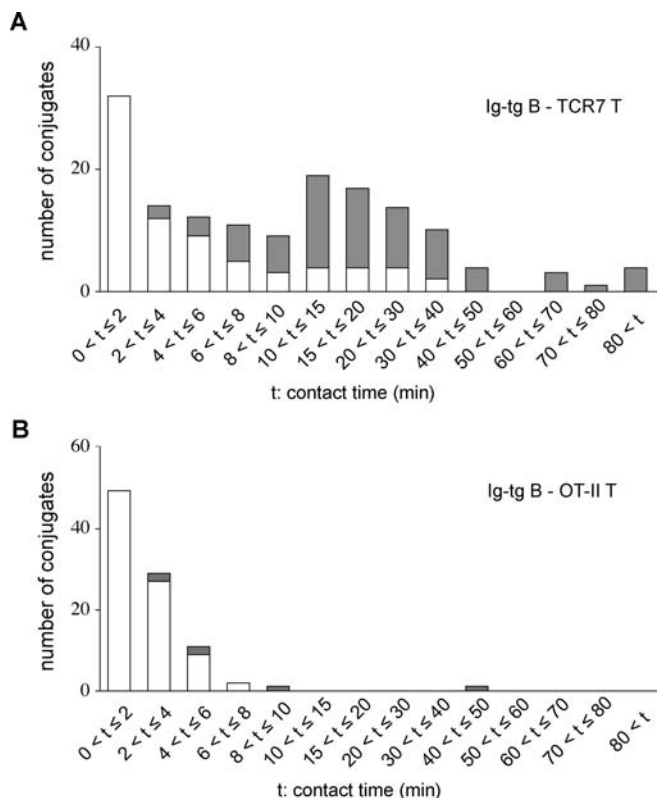 A
40
20
0
number of conjugates
Ig-tg B - TCR7 T
0 < t ≤ 2
2 < t ≤ 4
4 < t ≤ 6
6 < t ≤ 8
8 < t ≤ 10
10 < t ≤ 15
15 < t ≤ 20
20 < t ≤ 30
30 < t ≤ 40
40 < t ≤ 50
50 < t ≤ 60
60 < t ≤ 70
70 < t ≤ 80
80 < t
t: contact time (min)
B
60
40
20
0
number of conjugates
Ig-tg B - OT-II T
0 < t ≤ 2
2 < t ≤ 4
4 < t ≤ 6
6 < t ≤ 8
8 < t ≤ 10
10 < t ≤ 15
15 < t ≤ 20
20 < t ≤ 30
30 < t ≤ 40
40 < t ≤ 50
50 < t ≤ 60
60 < t ≤ 70
70 < t ≤ 80
80 < t
t: contact time (min)